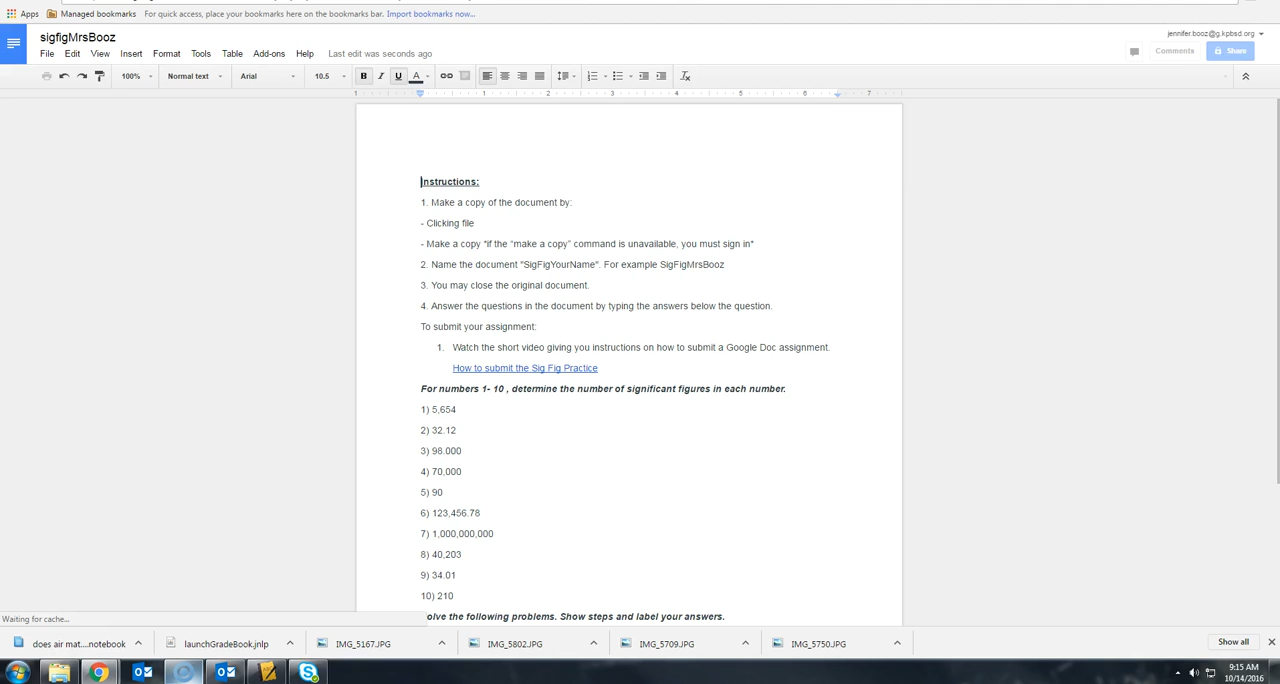 Apps Managed bookmarks For quick access, place your bookmarks here on the bookmarks bar. Import bookmarks now...
sigfigMrsBooz
jennifer.booz@g.kpbsd.org
File Edit View Insert Format Tools Table Add-ons Help Last edit was seconds ago
Comments Share
100% Normal text Arial 10.5 B I U A
1 1 2 3 4 5 6 7
Instructions:
1. Make a copy of the document by:
- Clicking file
- Make a copy *if the "make a copy" command is unavailable, you must sign in*
2. Name the document "SigFigYourName". For example SigFigMrsBooz
3. You may close the original document.
4. Answer the questions in the document by typing the answers below the question.
To submit your assignment:
1. Watch the short video giving you instructions on how to submit a Google Doc assignment.
How to submit the Sig Fig Practice
For numbers 1- 10 , determine the number of significant figures in each number.
1) 5,654
2) 32.12
3) 98.000
4) 70,000
5) 90
6) 123,456.78
7) 1,000,000,000
8) 40,203
9) 34.01
10) 210
olve the following problems. Show steps and label your answers.
Waiting for cache...
does air mat....notebook launchGradeBook.jnlp IMG_5167.JPG IMG_5802.JPG IMG_5709.JPG IMG_5750.JPG Show all
9:15 AM
10/14/2016